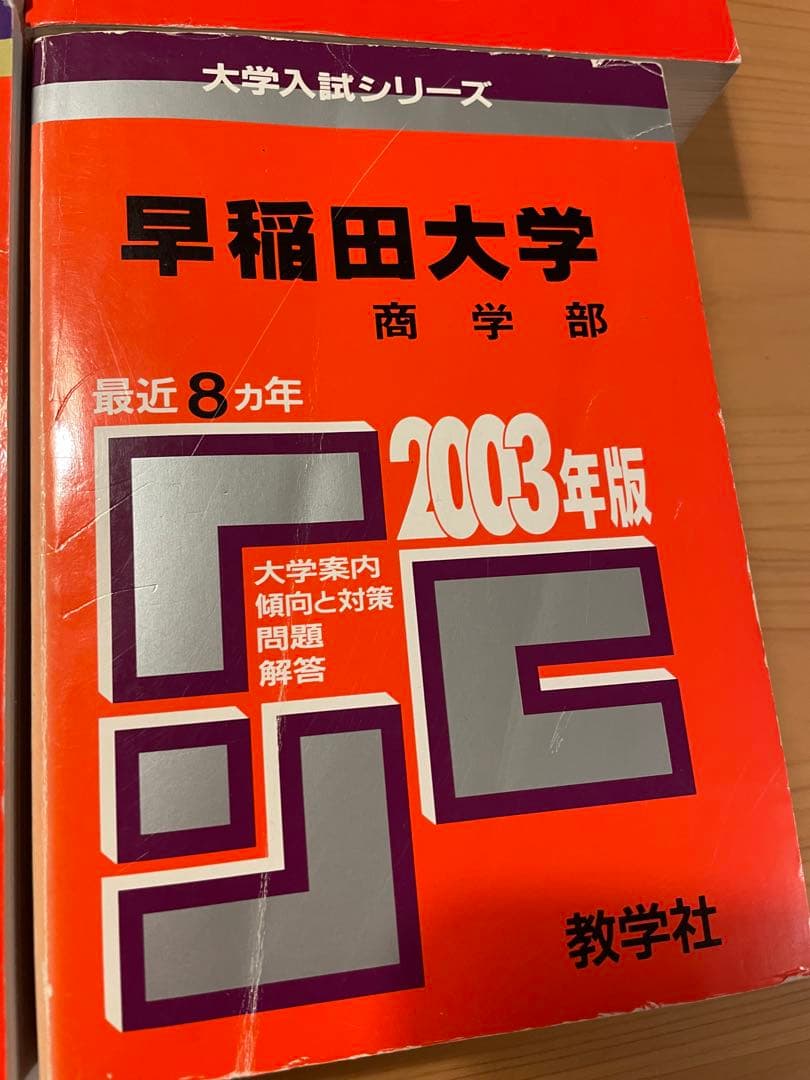 大学入試シリーズ
早稲田大学
商学部
最近8ヵ年
2003年版
大学案内
傾向と対策
問題
解答
教学社